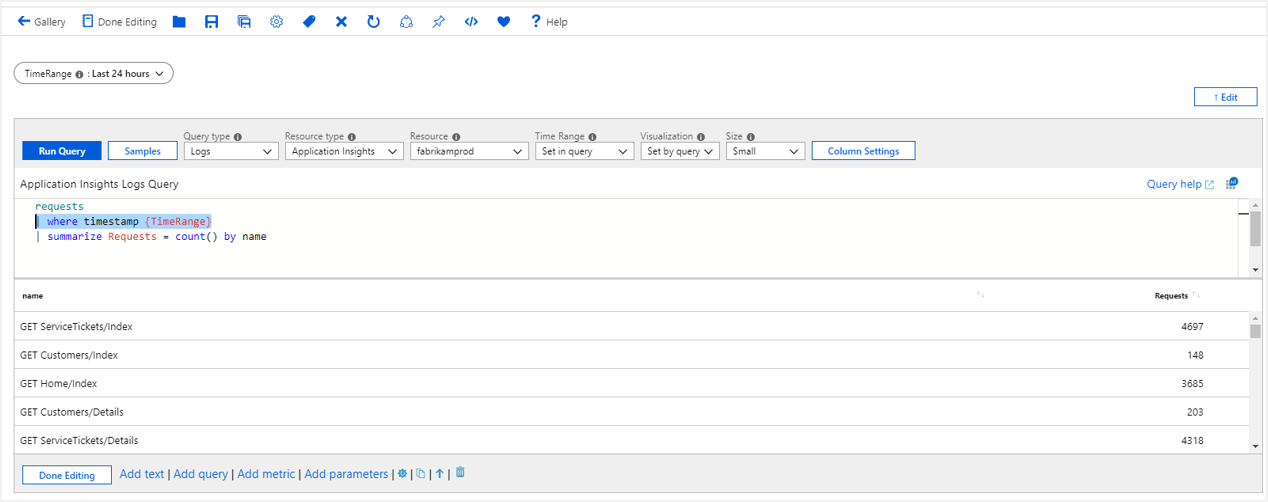 Gallery Done Editing Help
TimeRange : Last 24 hours
↑ Edit
Query type Resource type Resource Time Range Visualization Size
Run Query Samples Logs Application Insights fabrikamprod Set in query Set by query Small Column Settings
Application Insights Logs Query Query help
requests
| where timestamp {TimeRange}
| summarize Requests = count() by name
name Requests
GET ServiceTickets/Index 4697
GET Customers/Index 148
GET Home/Index 3685
GET Customers/Details 203
GET ServiceTickets/Details 4318
Done Editing Add text | Add query | Add metric | Add parameters | | | |